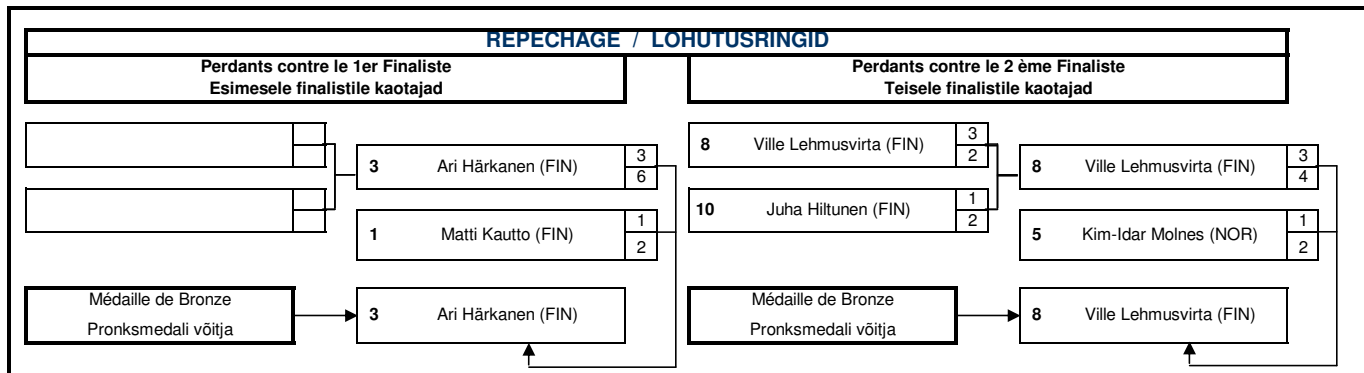 REPECHAGE / LOHUTUSRINGID
Perdants contre le 1er Finaliste
Esimesele finalistile kaotajad
Perdants contre le 2 ème Finaliste
Teisele finalistile kaotajad
3 Ari Härkanen (FIN) 3 6
1 Matti Kautto (FIN) 1 2
Médaille de Bronze
Pronksmedali võitja
3 Ari Härkanen (FIN)
8 Ville Lehmusvirta (FIN) 3 2
10 Juha Hiltunen (FIN) 1 2
8 Ville Lehmusvirta (FIN) 3 4
5 Kim-Idar Molnes (NOR) 1 2
Médaille de Bronze
Pronksmedali võitja
8 Ville Lehmusvirta (FIN)